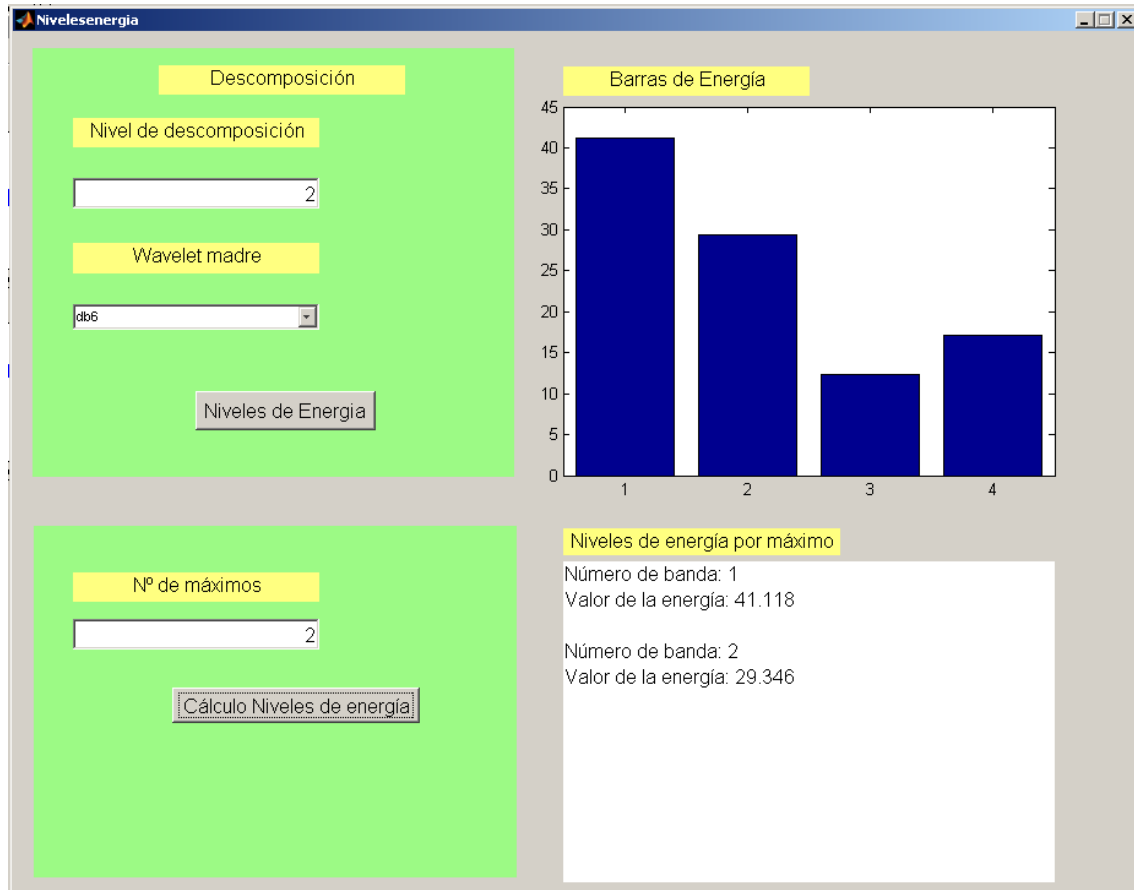 Nivelesenergia
Descomposición
Nivel de descomposición
2
Wavelet madre
db6
Niveles de Energia
Barras de Energía
45
40
35
30
25
20
15
10
5
0
1 2 3 4
Nº de máximos
2
Cálculo Niveles de energía
Niveles de energía por máximo
Número de banda: 1
Valor de la energía: 41.118
Número de banda: 2
Valor de la energía: 29.346